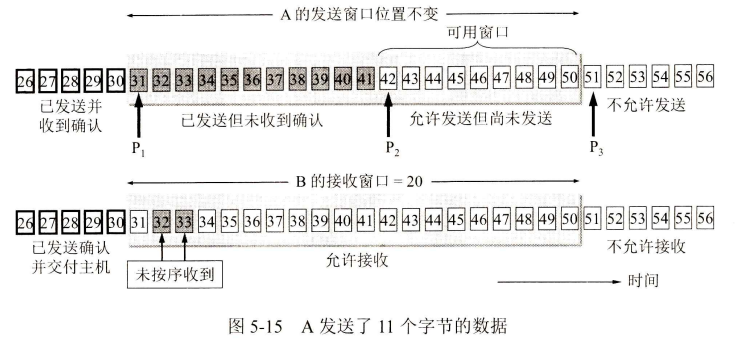 A 的发送窗口位置不变
可用窗口
26 27 28 29 30 31 32 33 34 35 36 37 38 39 40 41 42 43 44 45 46 47 48 49 50 51 52 53 54 55 56
已发送并
收到确认
已发送但未收到确认
允许发送但尚未发送
不允许发送
P1
P2
P3
B 的接收窗口 = 20
26 27 28 29 30 31 32 33 34 35 36 37 38 39 40 41 42 43 44 45 46 47 48 49 50 51 52 53 54 55 56
已发送确认
并交付主机
未按序收到
允许接收
不允许接收
时间
图 5-15 A 发送了 11 个字节的数据